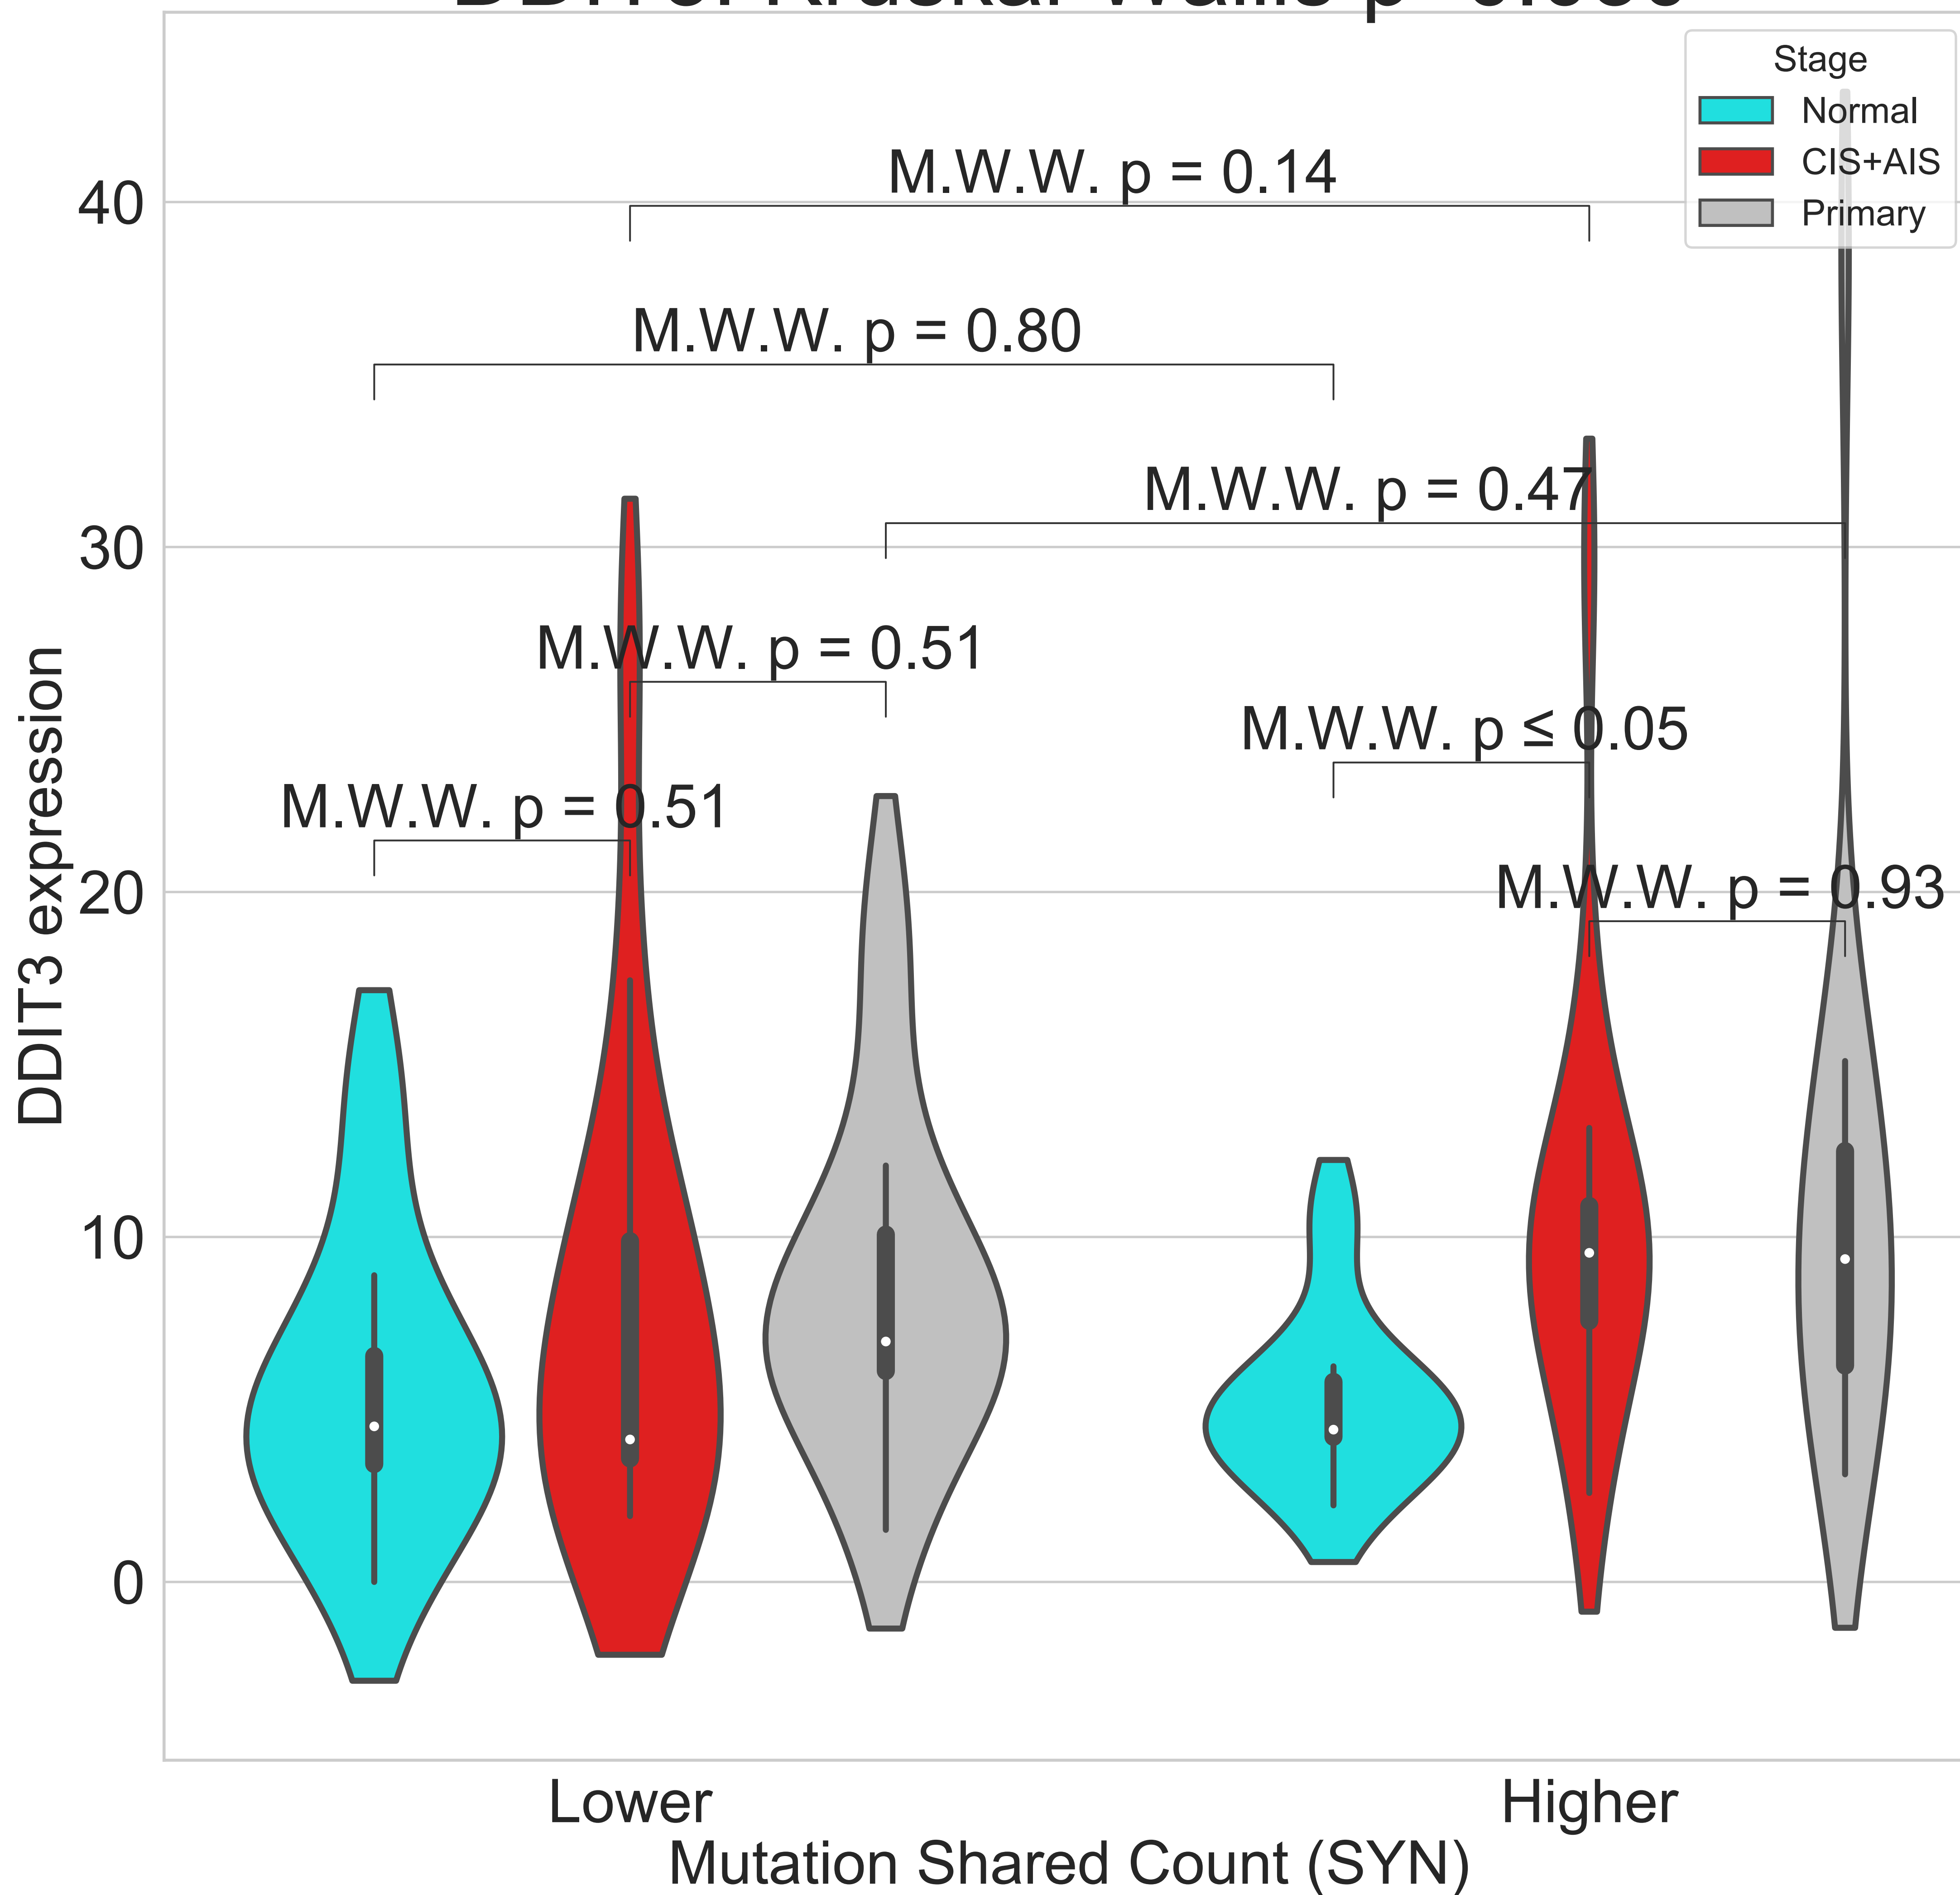 Stage
Normal
CIS+AIS
Primary
M.W.W. p = 0.14
M.W.W. p = 0.80
M.W.W. p = 0.47
M.W.W. p = 0.51
M.W.W. p ≤ 0.05
M.W.W. p = 0.51
M.W.W. p = 0.93
40
30
20
10
0
DDIT3 expression
Lower
Higher
Mutation Shared Count (SYN)